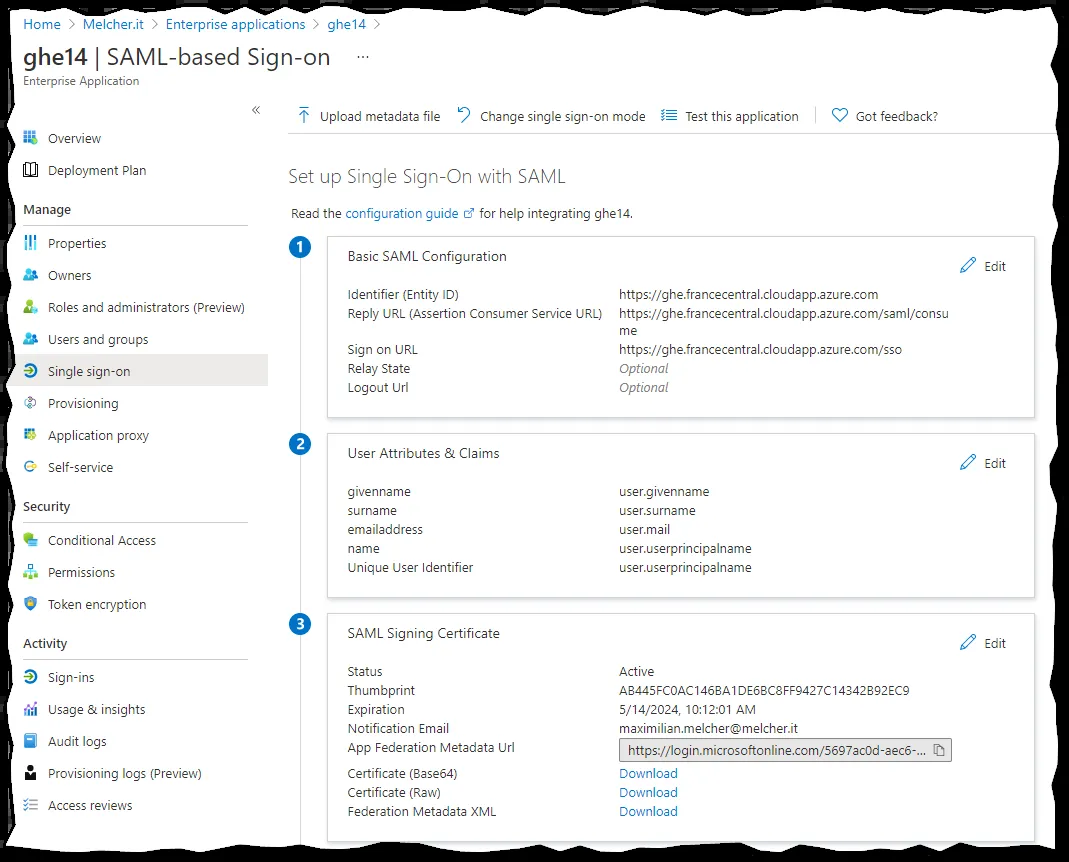 Home > Melcher.it > Enterprise applications > ghe14 >
ghe14 | SAML-based Sign-on ...
Enterprise Application
«
Overview
Deployment Plan
Manage
Properties
Owners
Roles and administrators (Preview)
Users and groups
Single sign-on
Provisioning
Application proxy
Self-service
Security
Conditional Access
Permissions
Token encryption
Activity
Sign-ins
Usage & insights
Audit logs
Provisioning logs (Preview)
Access reviews
Upload metadata file Change single sign-on mode Test this application Got feedback?
Set up Single Sign-On with SAML
Read the configuration guide for help integrating ghe14.
1
Basic SAML Configuration
Edit
Identifier (Entity ID) https://ghe.francecentral.cloudapp.azure.com
Reply URL (Assertion Consumer Service URL) https://ghe.francecentral.cloudapp.azure.com/saml/consu
me
Sign on URL https://ghe.francecentral.cloudapp.azure.com/sso
Relay State Optional
Logout Url Optional
2
User Attributes & Claims
Edit
givenname user.givenname
surname user.surname
emailaddress user.mail
name user.userprincipalname
Unique User Identifier user.userprincipalname
3
SAML Signing Certificate
Edit
Status Active
Thumbprint AB445FC0AC146BA1DE6BC8FF9427C14342B92EC9
Expiration 5/14/2024, 10:12:01 AM
Notification Email maximilian.melcher@melcher.it
App Federation Metadata Url https://login.microsoftonline.com/5697ac0d-aec6-...
Certificate (Base64) Download
Certificate (Raw) Download
Federation Metadata XML Download